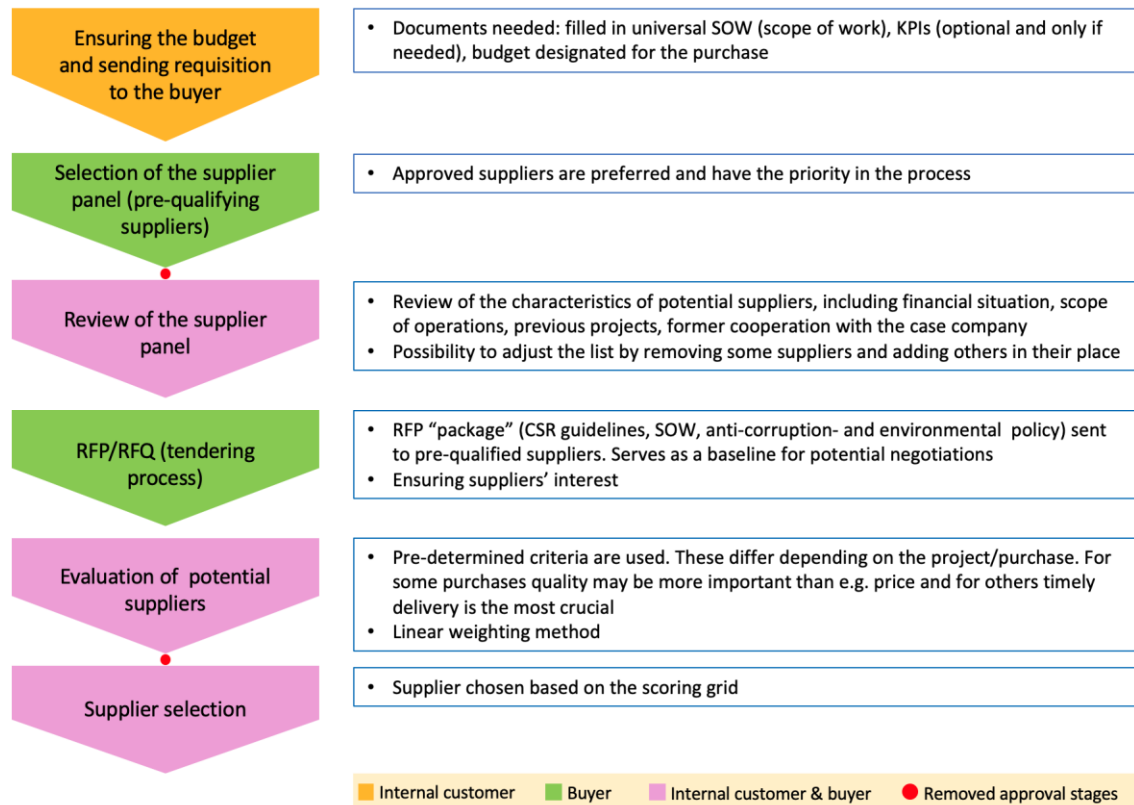 Ensuring the budget
and sending requisition
to the buyer
• Documents needed: filled in universal SOW (scope of work), KPIs (optional and only if
needed), budget designated for the purchase
Selection of the supplier
panel (pre-qualifying
suppliers)
• Approved suppliers are preferred and have the priority in the process
Review of the supplier
panel
• Review of the characteristics of potential suppliers, including financial situation, scope
of operations, previous projects, former cooperation with the case company
• Possibility to adjust the list by removing some suppliers and adding others in their place
RFP/RFQ (tendering
process)
• RFP “package” (CSR guidelines, SOW, anti-corruption- and environmental policy) sent
to pre-qualified suppliers. Serves as a baseline for potential negotiations
• Ensuring suppliers’ interest
Evaluation of potential
suppliers
• Pre-determined criteria are used. These differ depending on the project/purchase. For
some purchases quality may be more important than e.g. price and for others timely
delivery is the most crucial
• Linear weighting method
Supplier selection
• Supplier chosen based on the scoring grid
Internal customer
Buyer
Internal customer & buyer
Removed approval stages